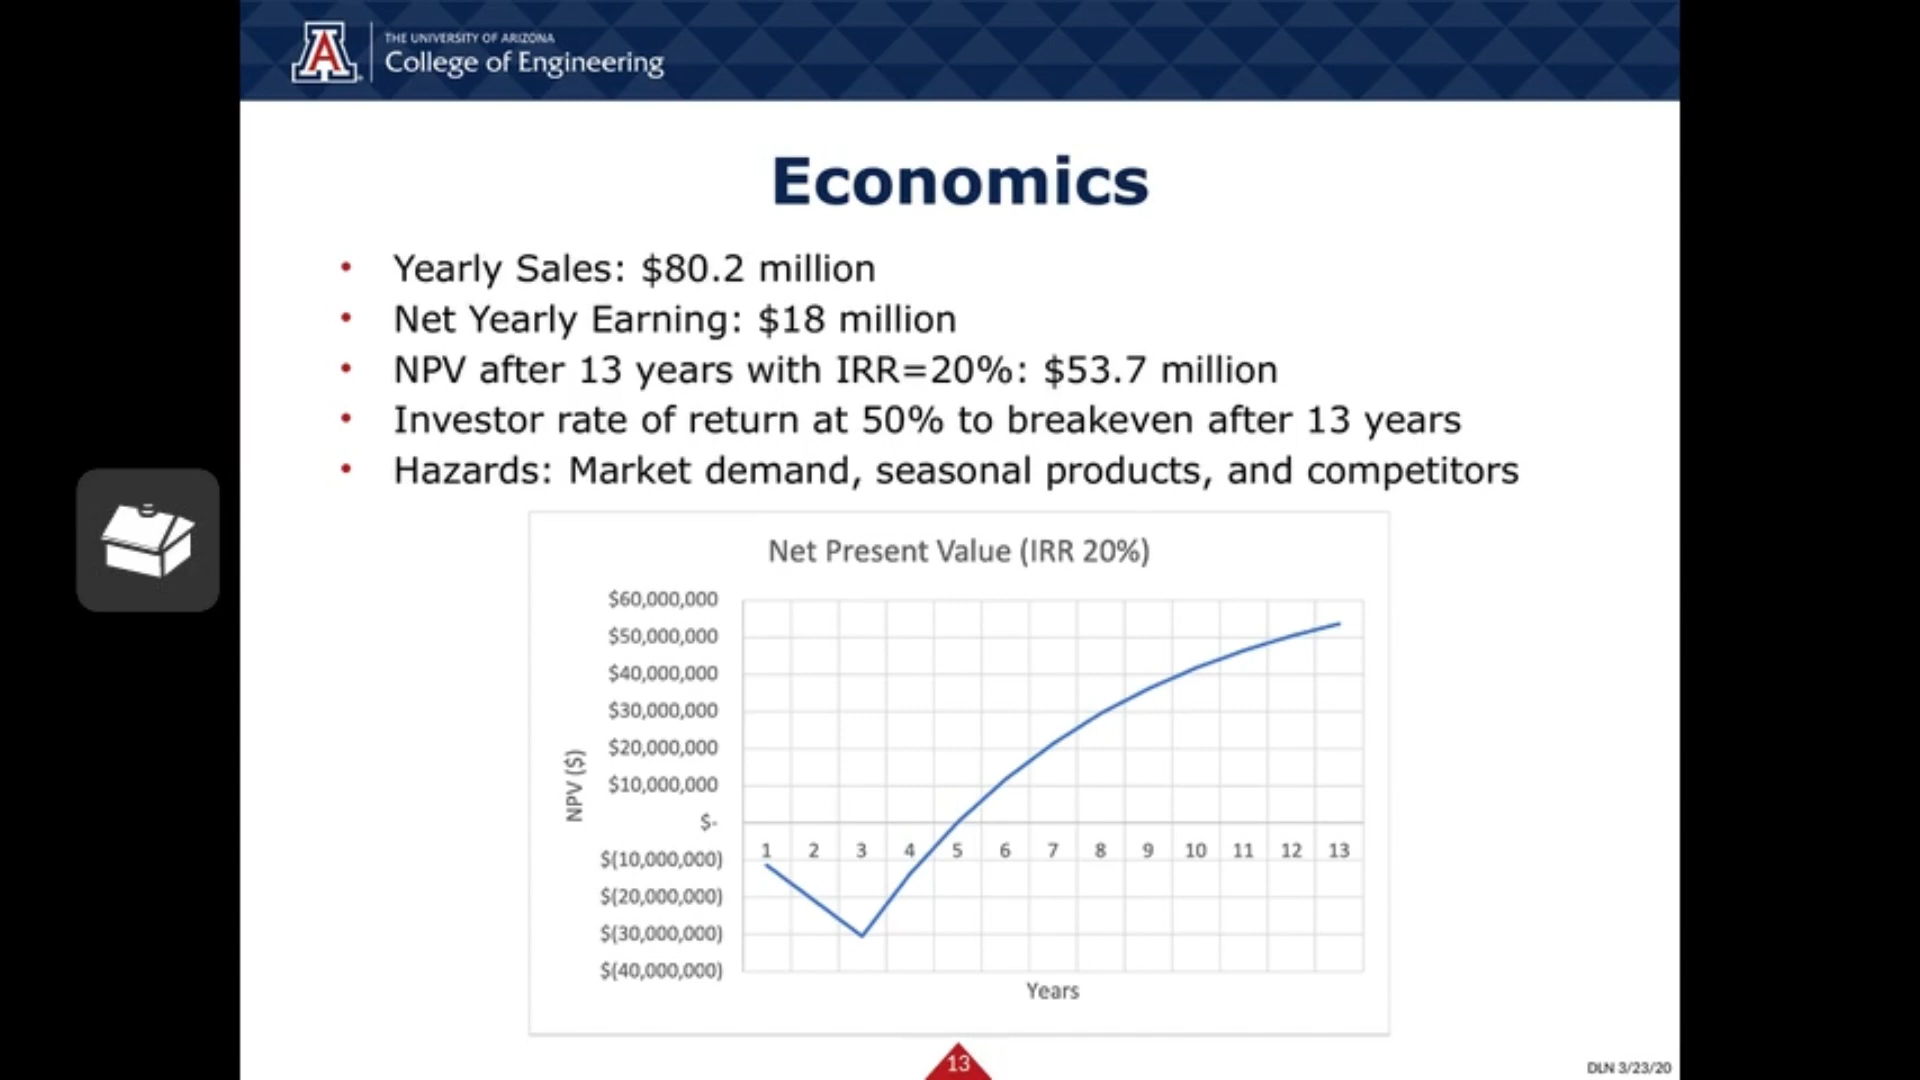 THE UNIVERSITY OF ARIZONA
College of Engineering
Economics
• Yearly Sales: $80.2 million
• Net Yearly Earning: $18 million
• NPV after 13 years with IRR=20%: $53.7 million
• Investor rate of return at 50% to breakeven after 13 years
• Hazards: Market demand, seasonal products, and competitors
Net Present Value (IRR 20%)
$60,000,000
$50,000,000
$40,000,000
$30,000,000
$20,000,000
$10,000,000
$-
$(10,000,000)
$(20,000,000)
$(30,000,000)
$(40,000,000)
NPV ($)
1 2 3 4 5 6 7 8 9 10 11 12 13
Years
13
DLN 3/23/20